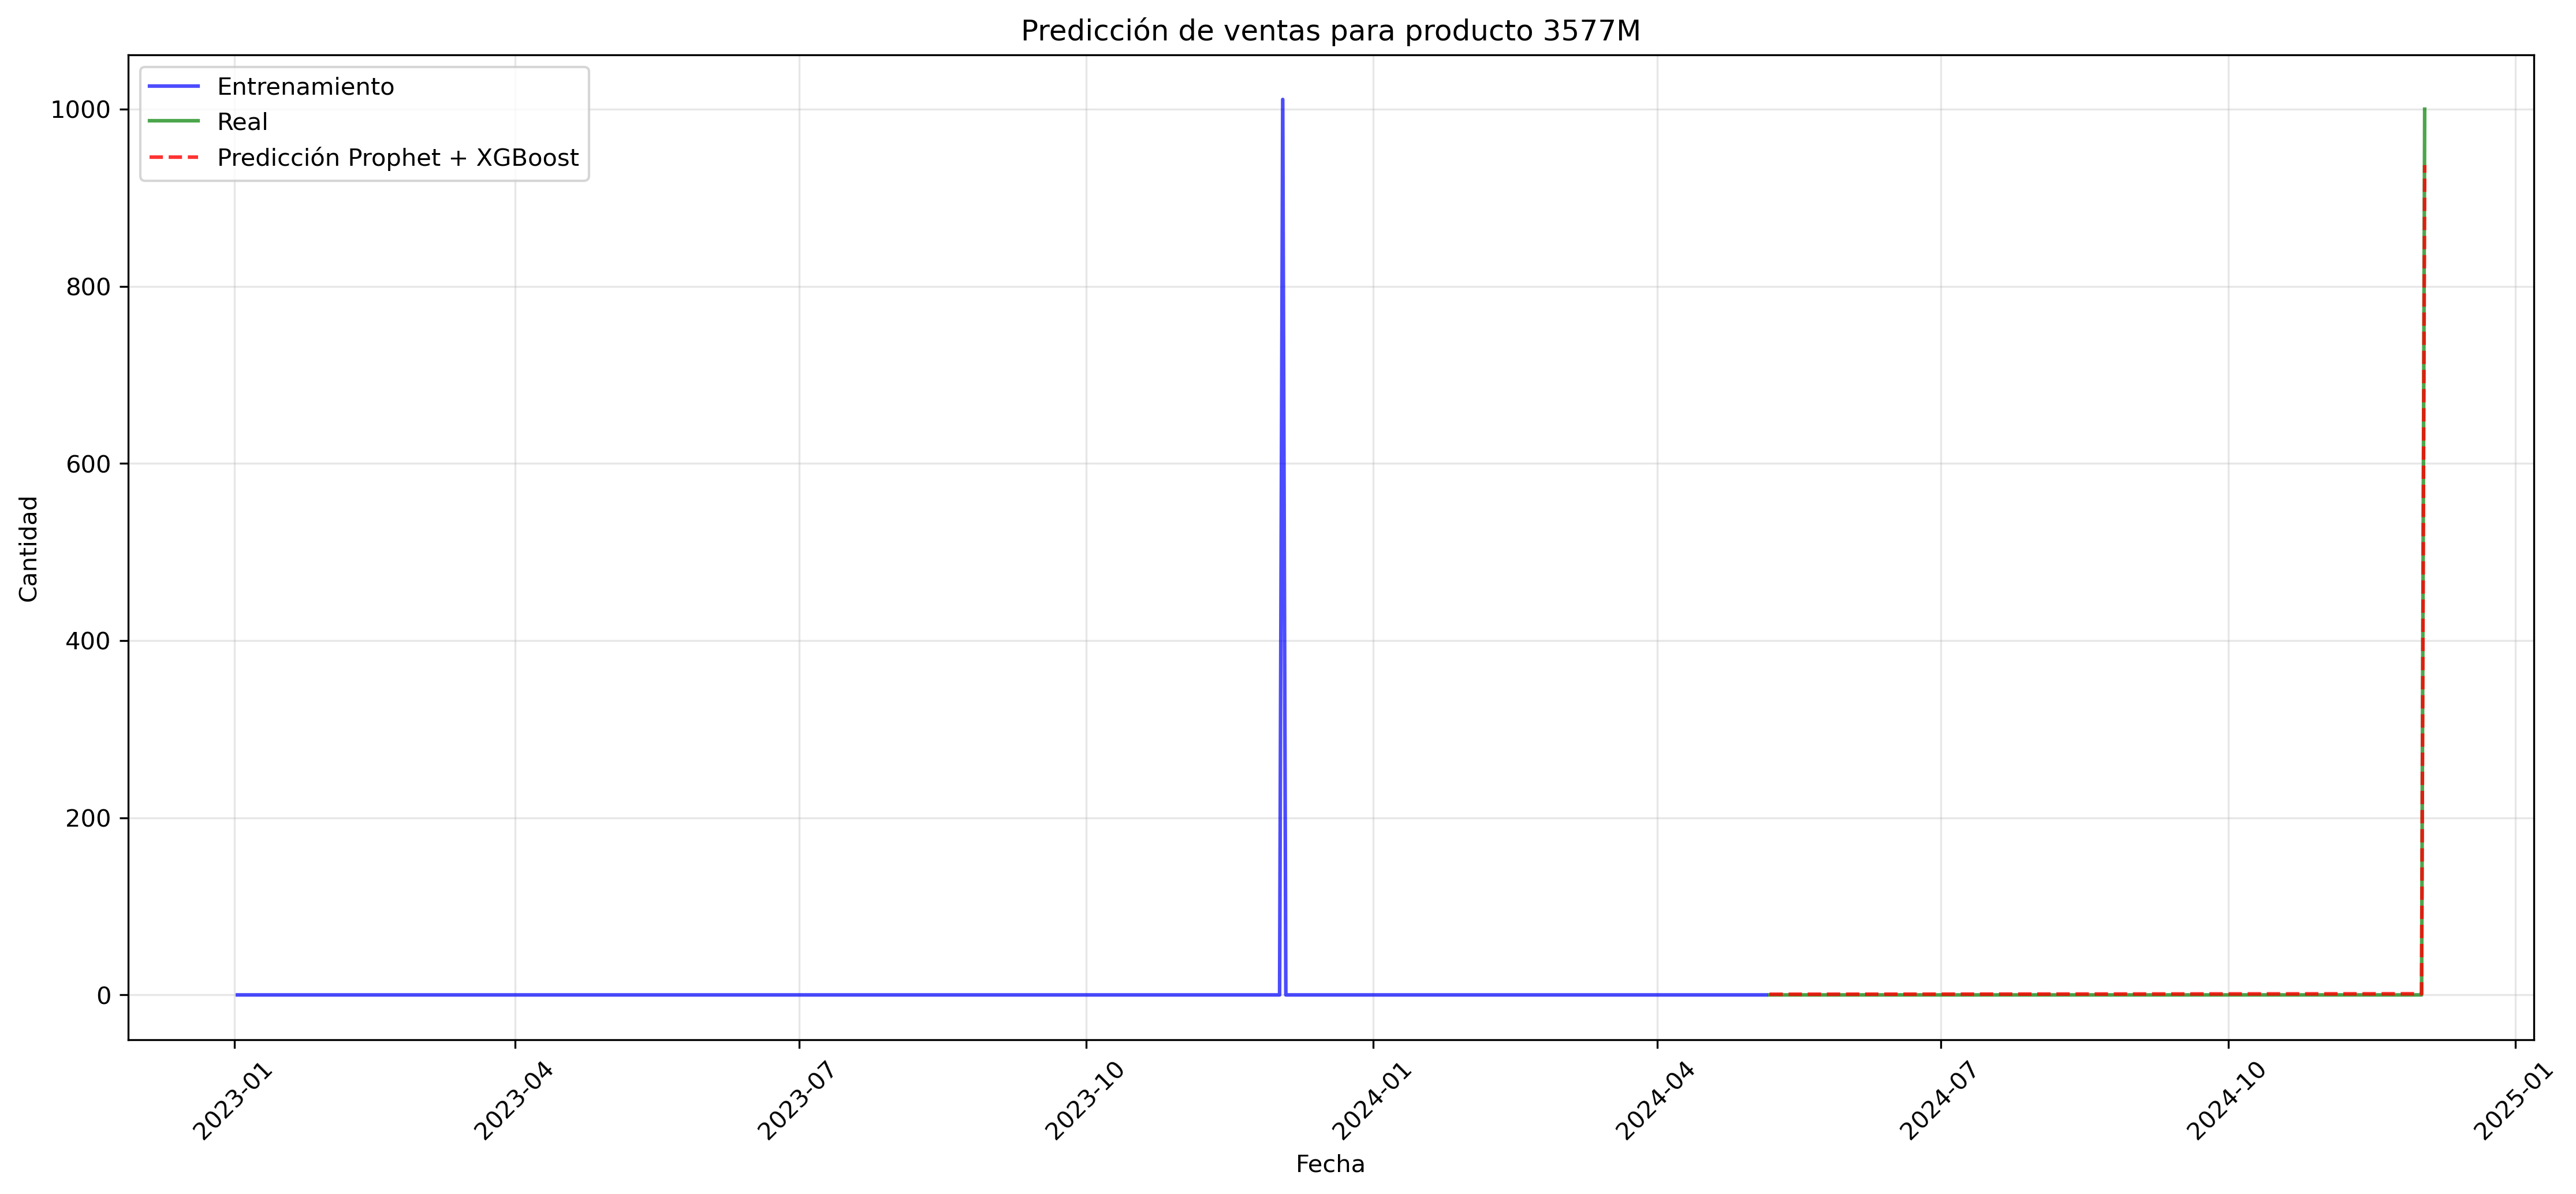 Predicción de ventas para producto 3577M
Entrenamiento
Real
Predicción Prophet + XGBoost
1000
800
600
400
200
0
Cantidad
2023-01
2023-04
2023-07
2023-10
2024-01
2024-04
2024-07
2024-10
2025-01
Fecha